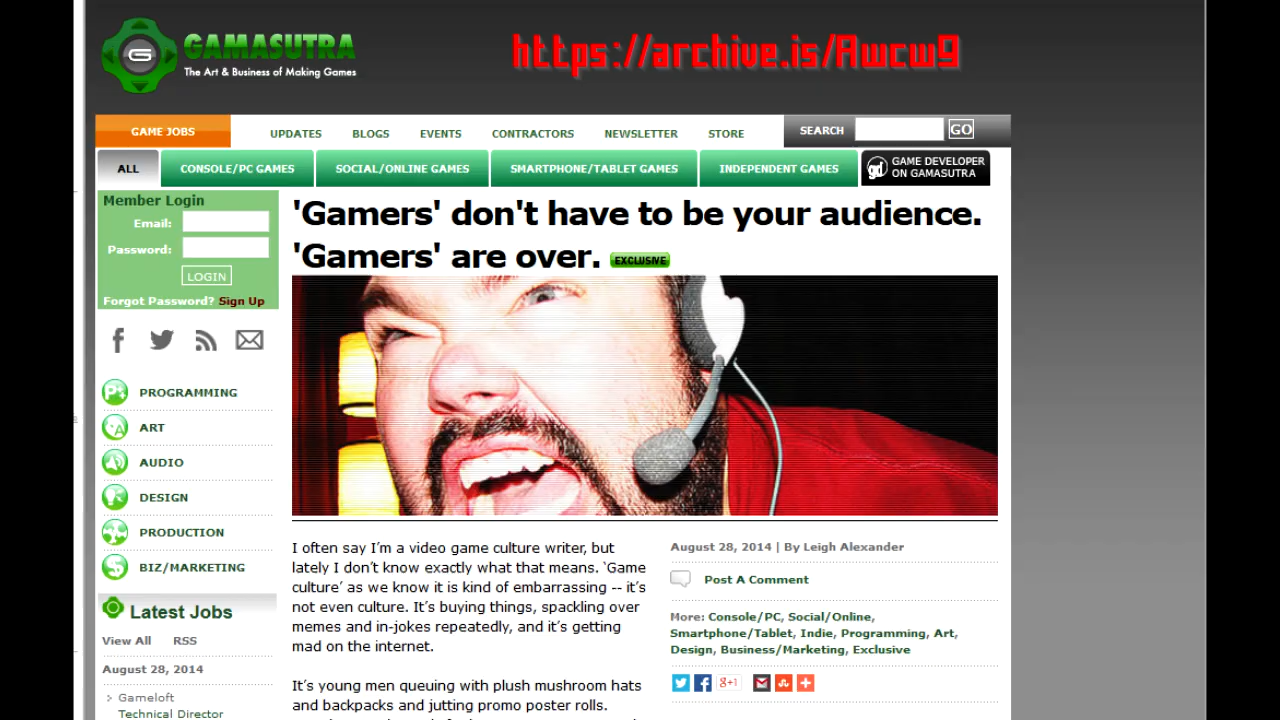 GAMASUTRA
The Art & Business of Making Games
https://archive.is/Awcw9
GAME JOBS
UPDATES
BLOGS
EVENTS
CONTRACTORS
NEWSLETTER
STORE
SEARCH
GO
ALL
CONSOLE/PC GAMES
SOCIAL/ONLINE GAMES
SMARTPHONE/TABLET GAMES
INDEPENDENT GAMES
gd
GAME DEVELOPER
ON GAMASUTRA
Member Login
Email:
Password:
LOGIN
Forgot Password? Sign Up
PROGRAMMING
ART
AUDIO
DESIGN
PRODUCTION
BIZ/MARKETING
Latest Jobs
View All
RSS
August 28, 2014
> Gameloft
Technical Director
'Gamers' don't have to be your audience.
'Gamers' are over.
EXCLUSIVE
I often say I’m a video game culture writer, but
lately I don’t know exactly what that means. ‘Game
culture’ as we know it is kind of embarrassing -- it’s
not even culture. It’s buying things, spackling over
memes and in-jokes repeatedly, and it’s getting
mad on the internet.
It’s young men queuing with plush mushroom hats
and backpacks and jutting promo poster rolls.
August 28, 2014 | By Leigh Alexander
Post A Comment
More: Console/PC, Social/Online,
Smartphone/Tablet, Indie, Programming, Art,
Design, Business/Marketing, Exclusive
g+1